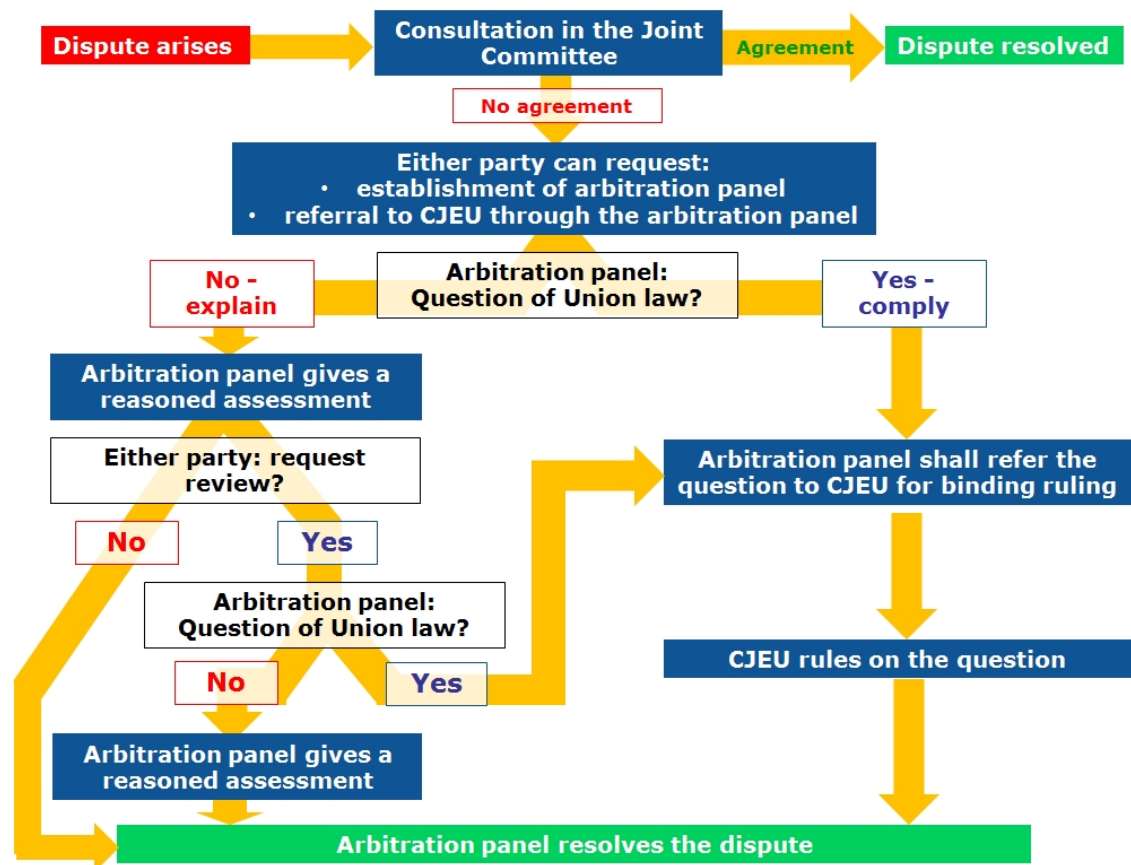 Dispute arises
Consultation in the Joint
Committee
Agreement
Dispute resolved
No agreement
Either party can request:
• establishment of arbitration panel
• referral to CJEU through the arbitration panel
No -
explain
Arbitration panel:
Question of Union law?
Yes -
comply
Arbitration panel gives a
reasoned assessment
Either party: request
review?
Arbitration panel shall refer the
question to CJEU for binding ruling
No
Yes
Arbitration panel:
Question of Union law?
No
Yes
CJEU rules on the question
Arbitration panel gives a
reasoned assessment
Arbitration panel resolves the dispute